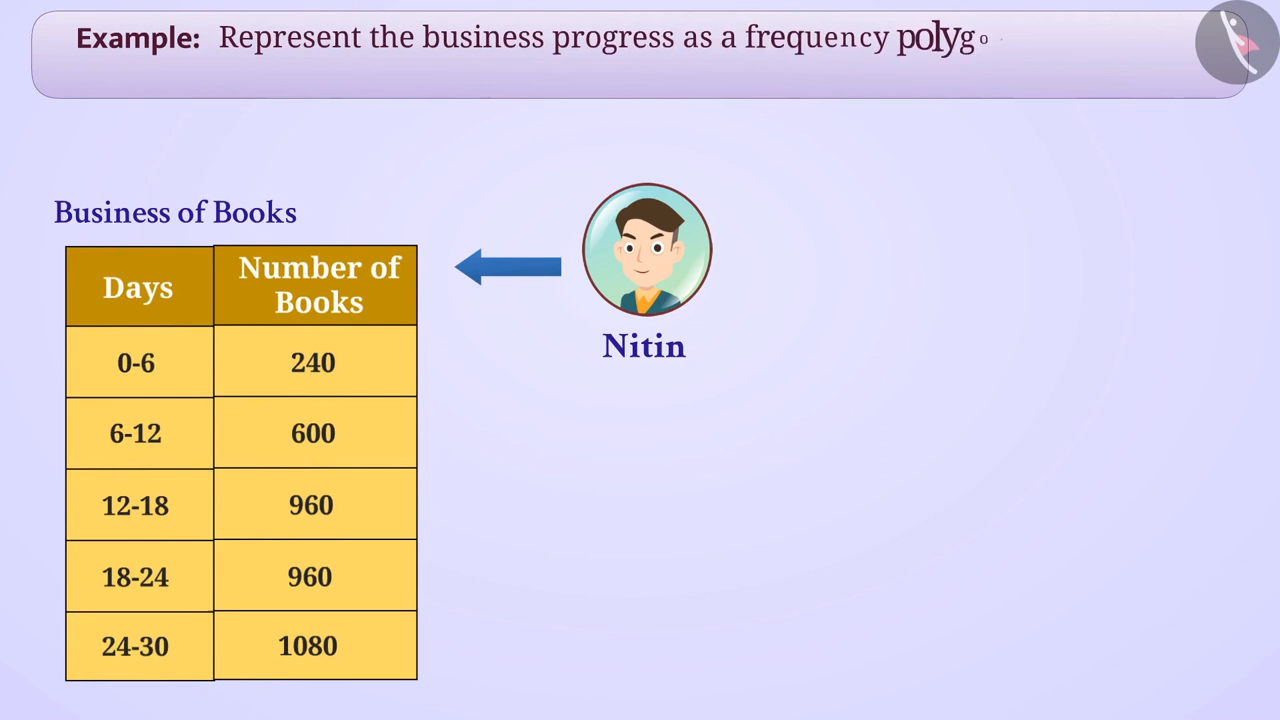 Example: Represent the business progress as a frequency polygo
Business of Books
Days Number of Books
0-6 240
6-12 600
12-18 960
18-24 960
24-30 1080
Nitin